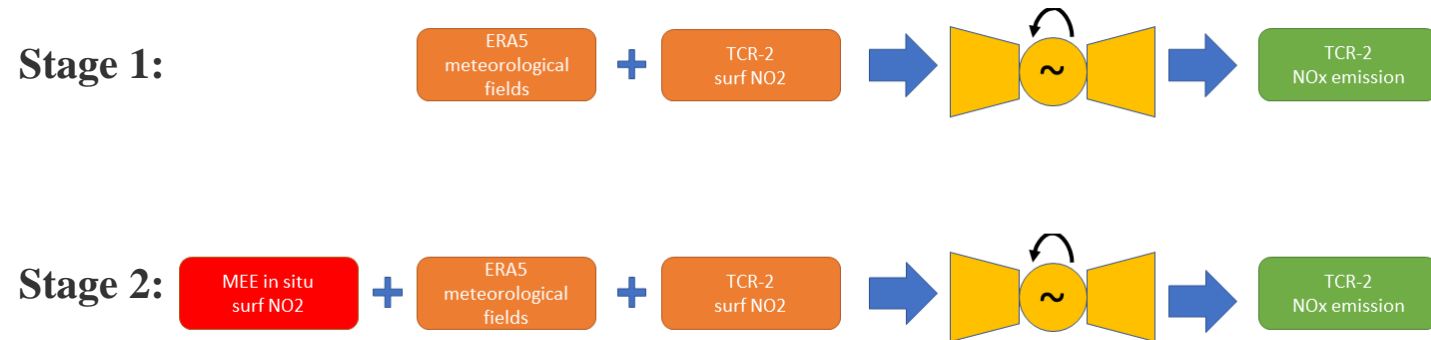 Stage 1:
ERA5
meteorological
fields
+
TCR-2
surf NO2
~
TCR-2
NOx emission
Stage 2:
MEE in situ
surf NO2
+
ERA5
meteorological
fields
+
TCR-2
surf NO2
~
TCR-2
NOx emission